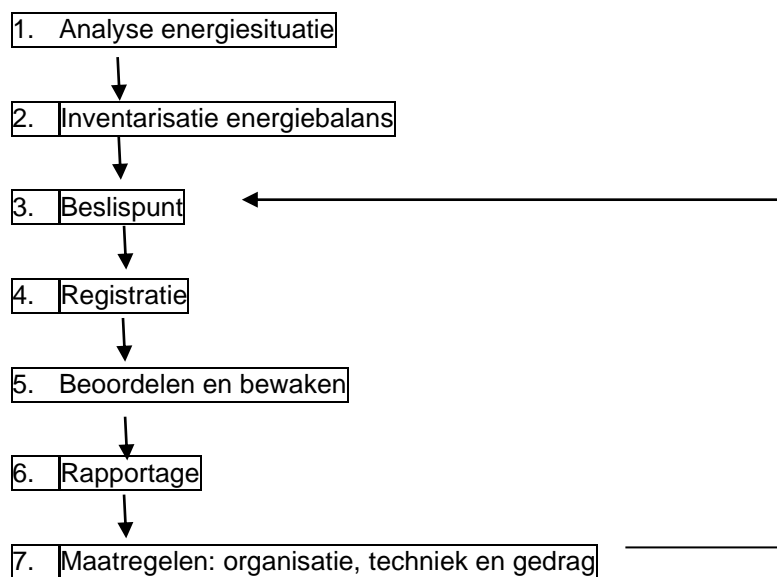 1. Analyse energiesituatie
2. Inventarisatie energiebalans
3. Beslispunt
4. Registratie
5. Beoordelen en bewaken
6. Rapportage
7. Maatregelen: organisatie, techniek en gedrag